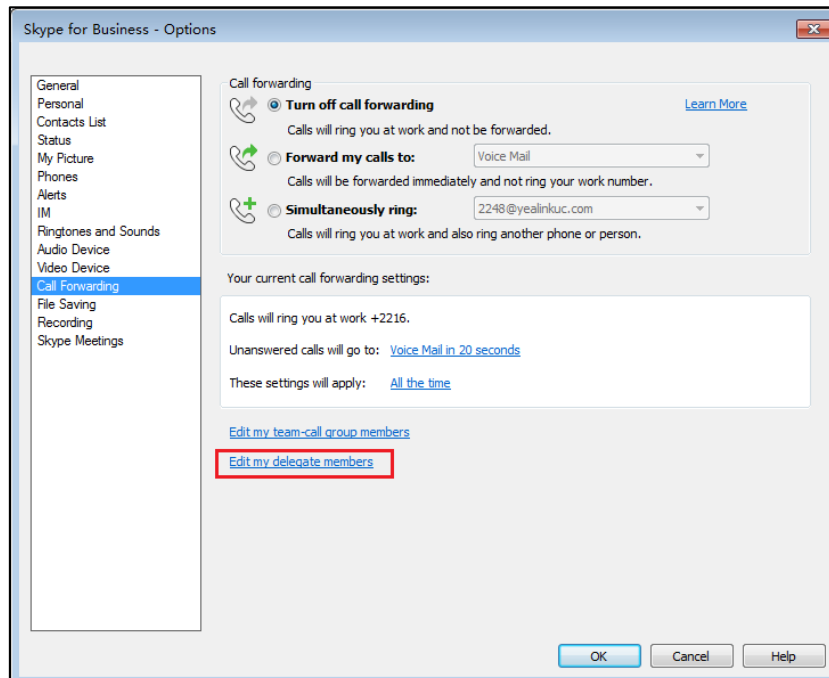 Skype for Business - Options
General
Personal
Contacts List
Status
My Picture
Phones
Alerts
IM
Ringtones and Sounds
Audio Device
Video Device
Call Forwarding
File Saving
Recording
Skype Meetings
Call forwarding
Turn off call forwarding
Learn More
Calls will ring you at work and not be forwarded.
Forward my calls to: Voice Mail
Calls will be forwarded immediately and not ring your work number.
Simultaneously ring: 2248@yealinkuc.com
Calls will ring you at work and also ring another phone or person.
Your current call forwarding settings:
Calls will ring you at work +2216.
Unanswered calls will go to: Voice Mail in 20 seconds
These settings will apply: All the time
Edit my team-call group members
Edit my delegate members
OK Cancel Help